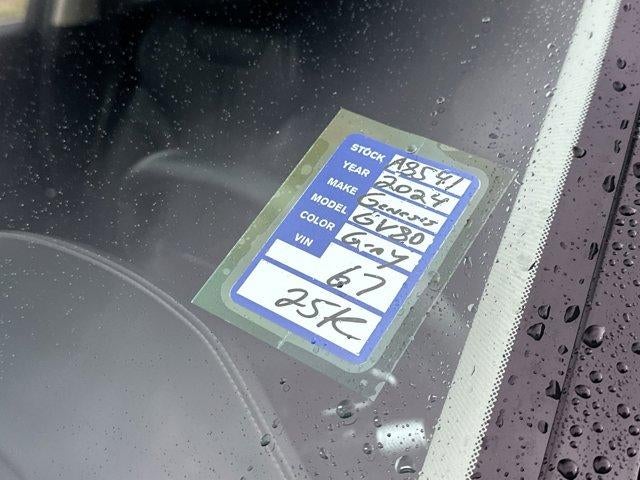 STOCK A8541
YEAR 2024
MAKE Genesis
MODEL GV80
COLOR Gray
VIN
67
25K